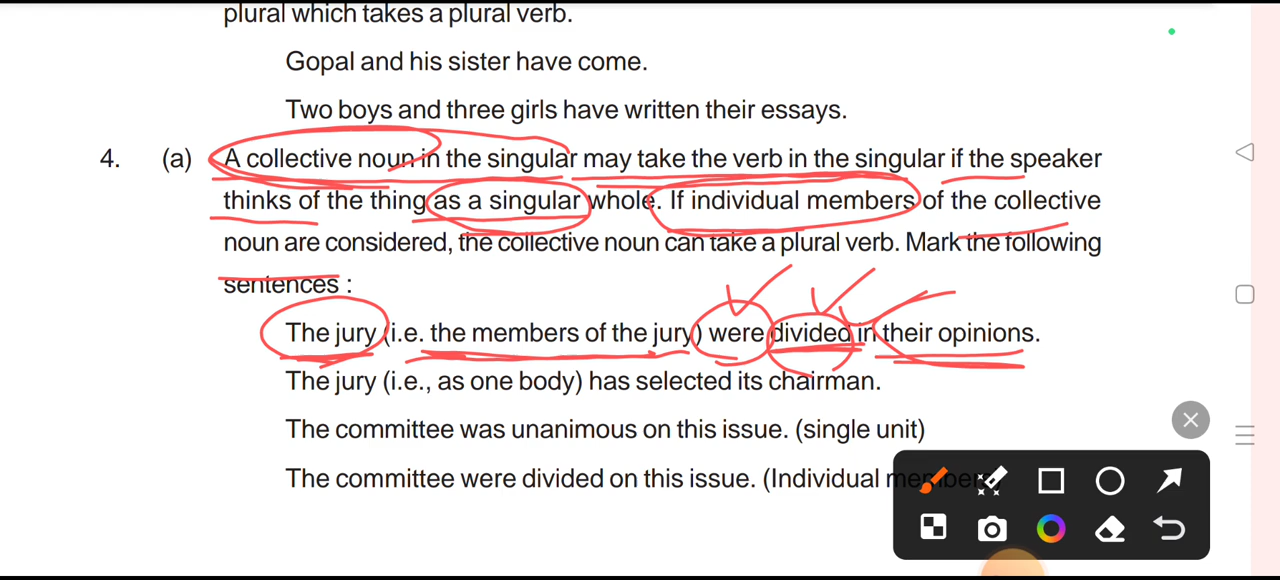 plural which takes a plural verb.
Gopal and his sister have come.
Two boys and three girls have written their essays.
4. (a) A collective noun in the singular may take the verb in the singular if the speaker
thinks of the thing as a singular whole. If individual members of the collective
noun are considered, the collective noun can take a plural verb. Mark the following
sentences :
The jury (i.e. the members of the jury) were divided in their opinions.
The jury (i.e., as one body) has selected its chairman.
The committee was unanimous on this issue. (single unit)
The committee were divided on this issue. (Individual